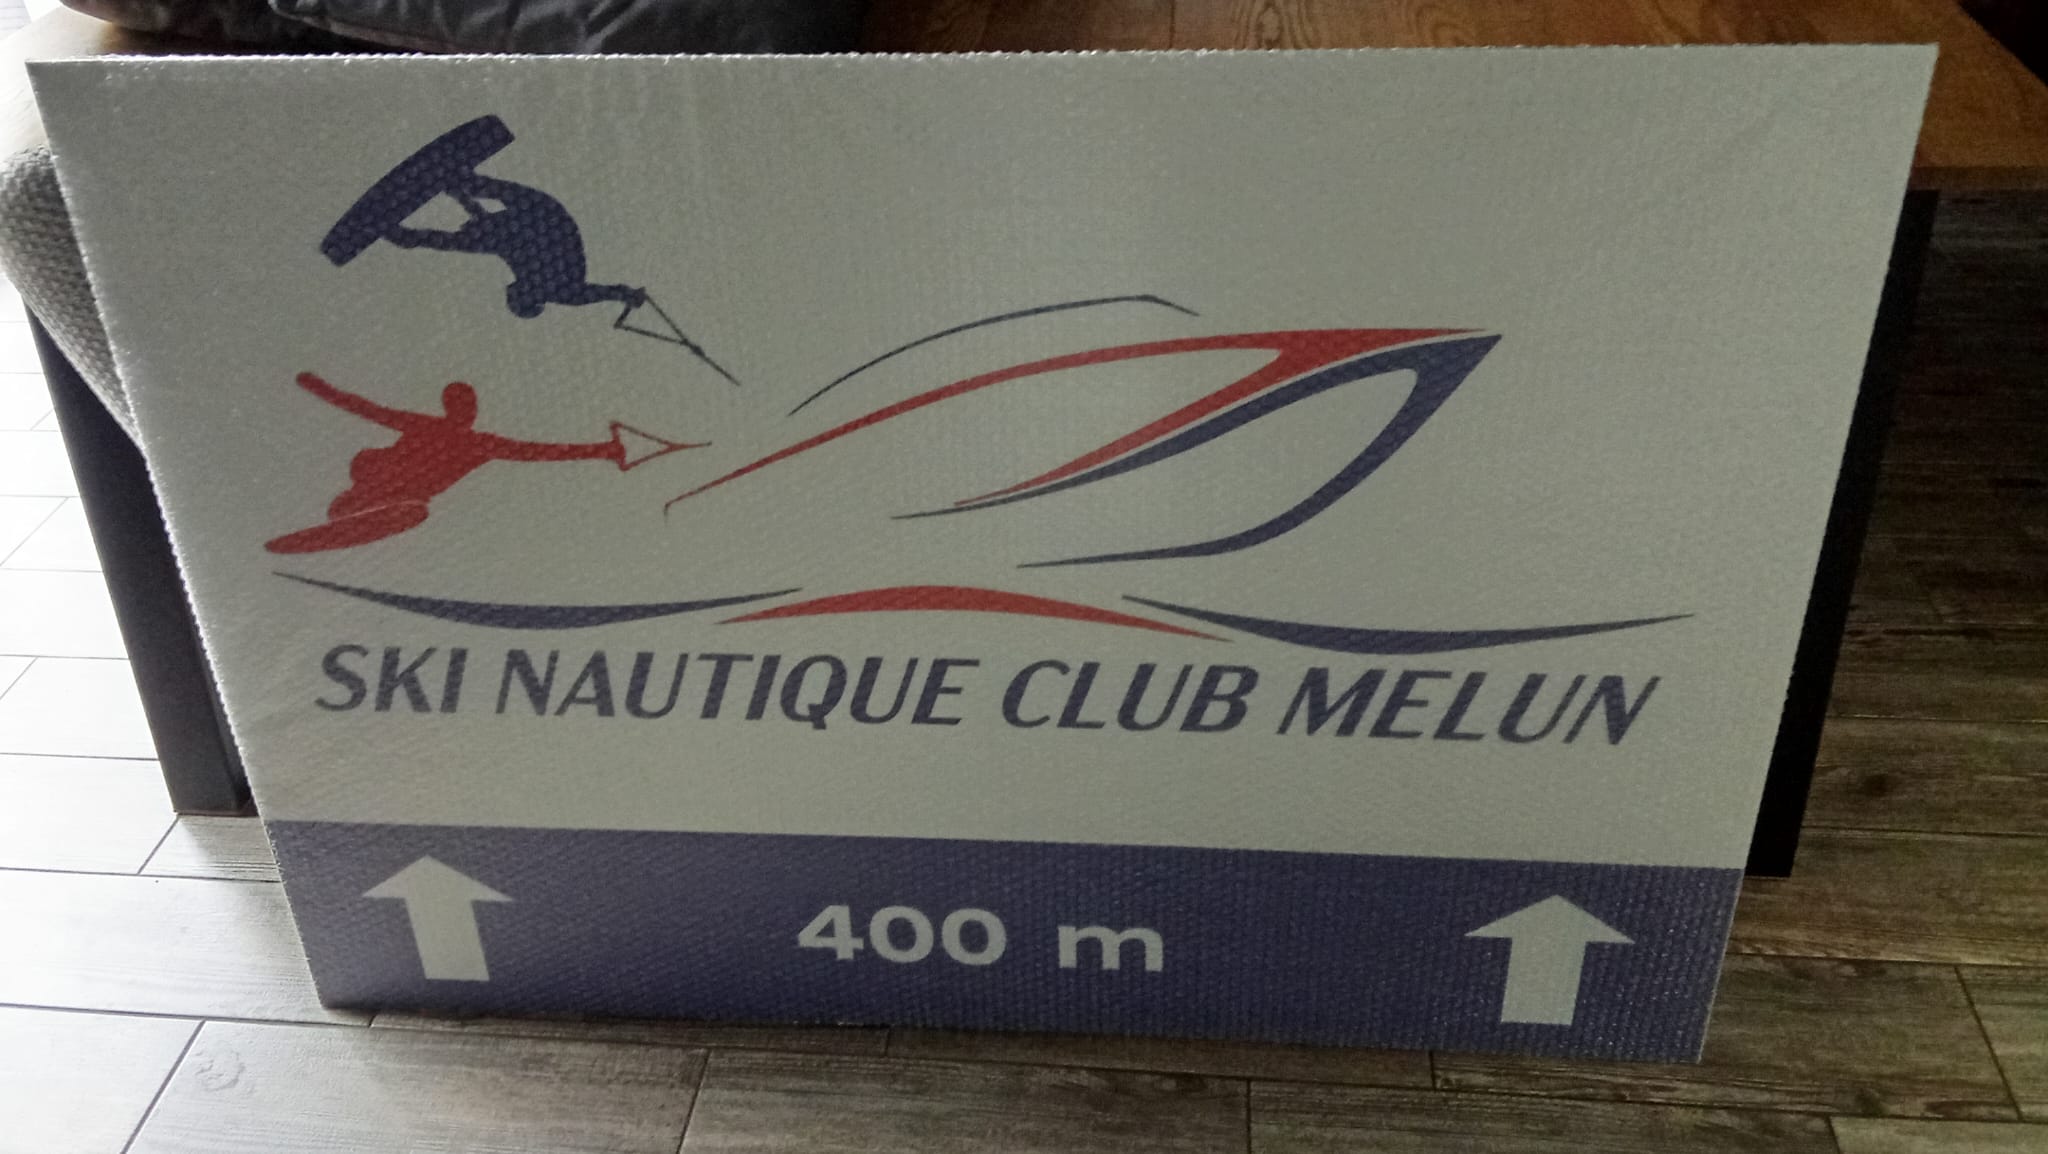 SKI NAUTIQUE CLUB MELUN
400 m